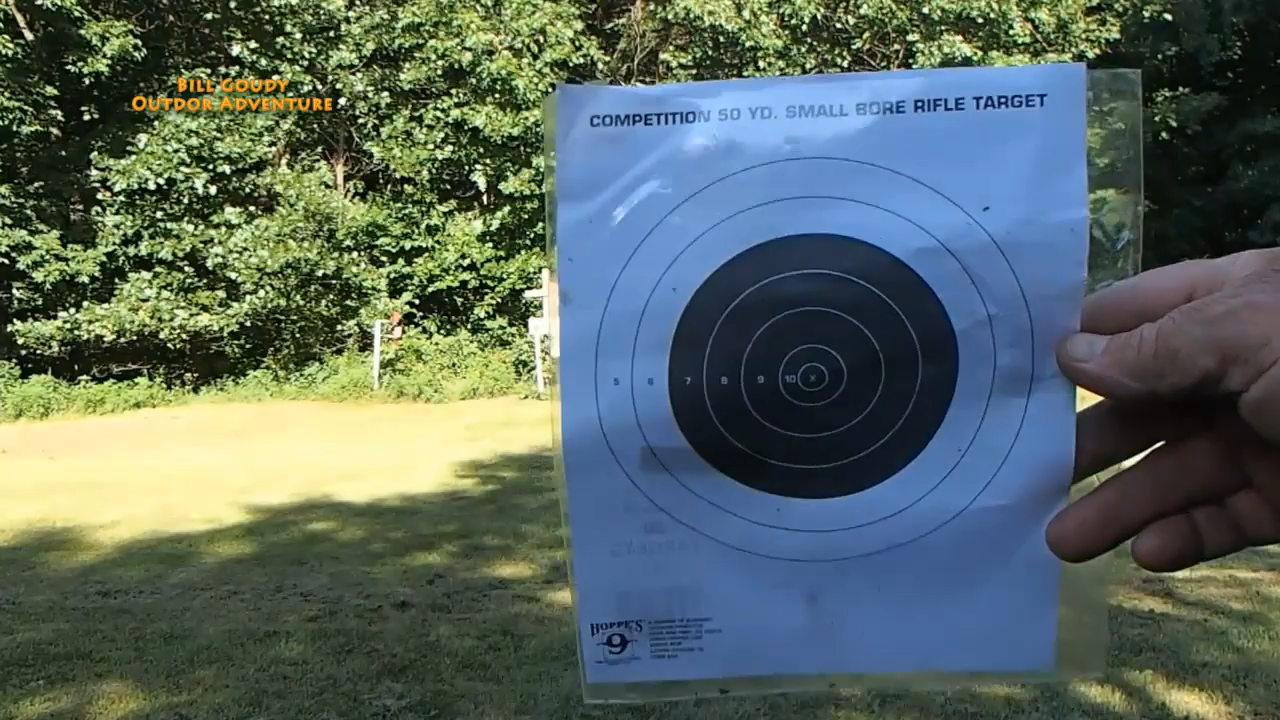 BILL GOUDY
OUTDOR ADVENTURE
COMPETITION 50 YD. SMALL BORE RIFLE TARGET
5 6 7 8 9 10 X
HOPPE'S
9